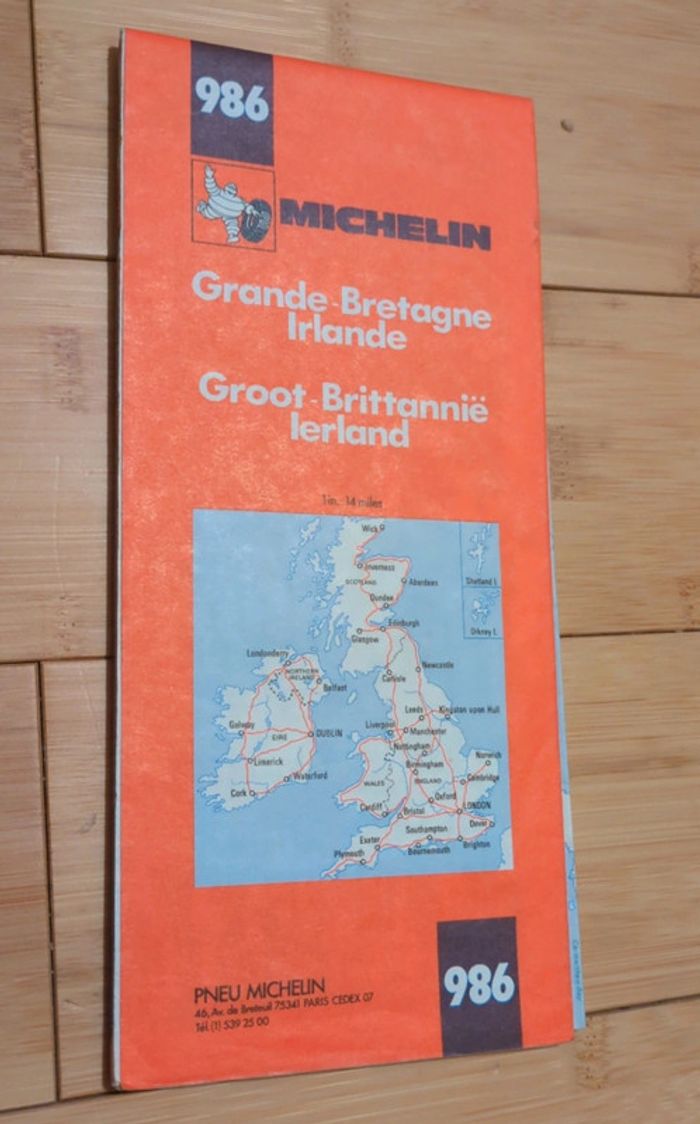 986
MICHELIN
Grande-Bretagne
Irlande
Groot-Brittannië
Ierland
1 in. 14 miles
Wick
Inverness
Shetland I.
SCOTLAND
Aberdeen
Dundee
Orkney I.
Edinburgh
Glasgow
Londonderry
NORTHERN
IRELAND
Newcastle
Carlisle
Belfast
Leeds
Kingston upon Hull
Galway
Liverpool
Manchester
EIRE
DUBLIN
Nottingham
Norwich
Limerick
Birmingham
Waterford
WALES
ENGLAND
Cambridge
Cork
Oxford
Cardiff
Bristol
LONDON
Southampton
Dover
Exeter
Brighton
Plymouth
Bournemouth
986
PNEU MICHELIN
46, Av. de Breteuil 75341 PARIS CEDEX 07
Tél. (1) 539 25 00